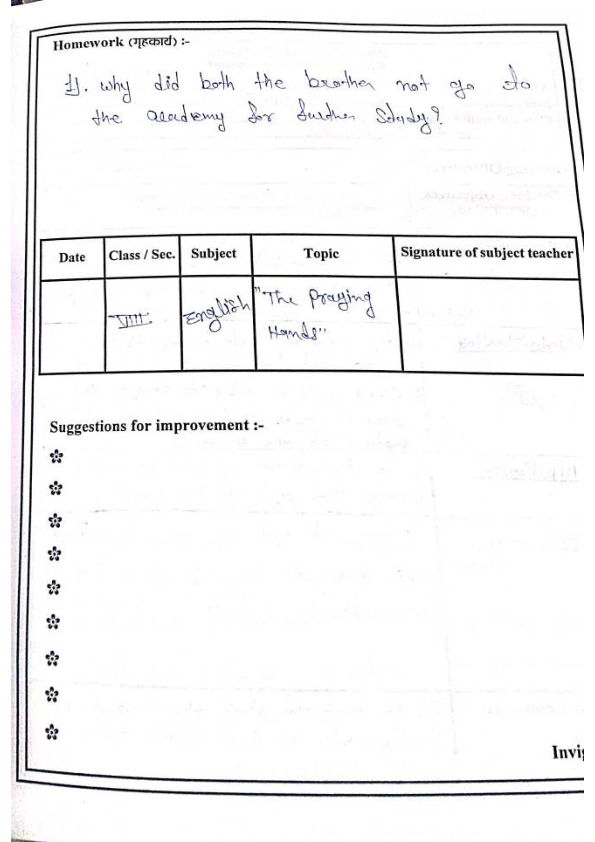 Homework (गृहकार्य) :-
1). why did both the brother not go to
the academy for further Study?
Date Class / Sec. Subject Topic Signature of subject teacher
VIII. English "The Praying
Hands"
Suggestions for improvement :-
Invig